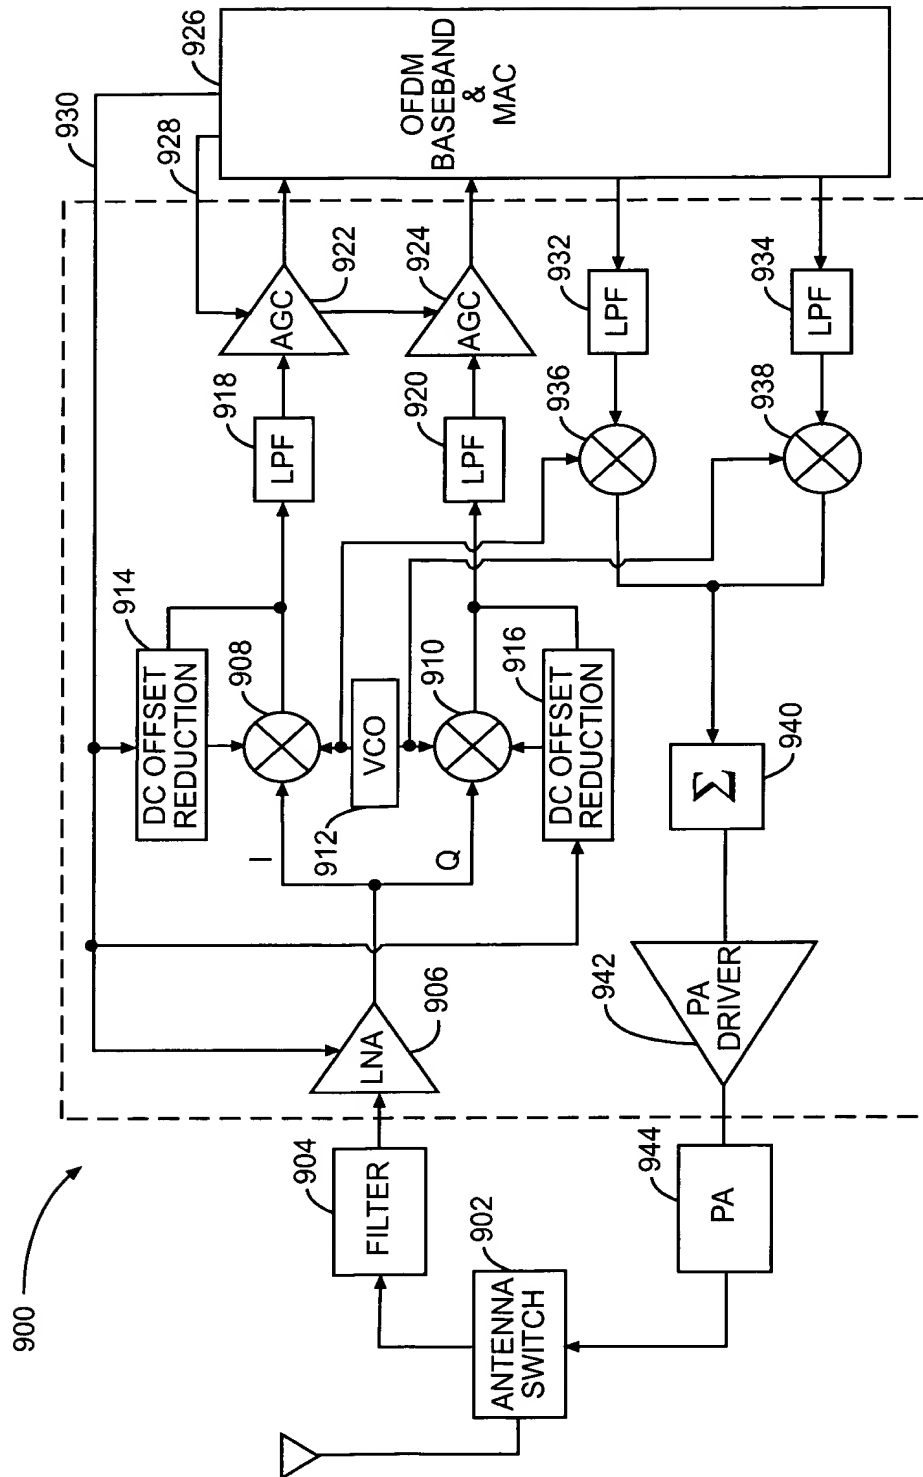 900
ANTENNA
SWITCH
902
FILTER
904
LNA
906
I
Q
DC OFFSET
REDUCTION
914
908
VCO
912
910
DC OFFSET
REDUCTION
916
LPF
918
LPF
920
AGC
922
AGC
924
928
930
926
OFDM
BASEBAND
&
MAC
LPF
932
LPF
934
936
938
Σ
940
PA
DRIVER
942
PA
944